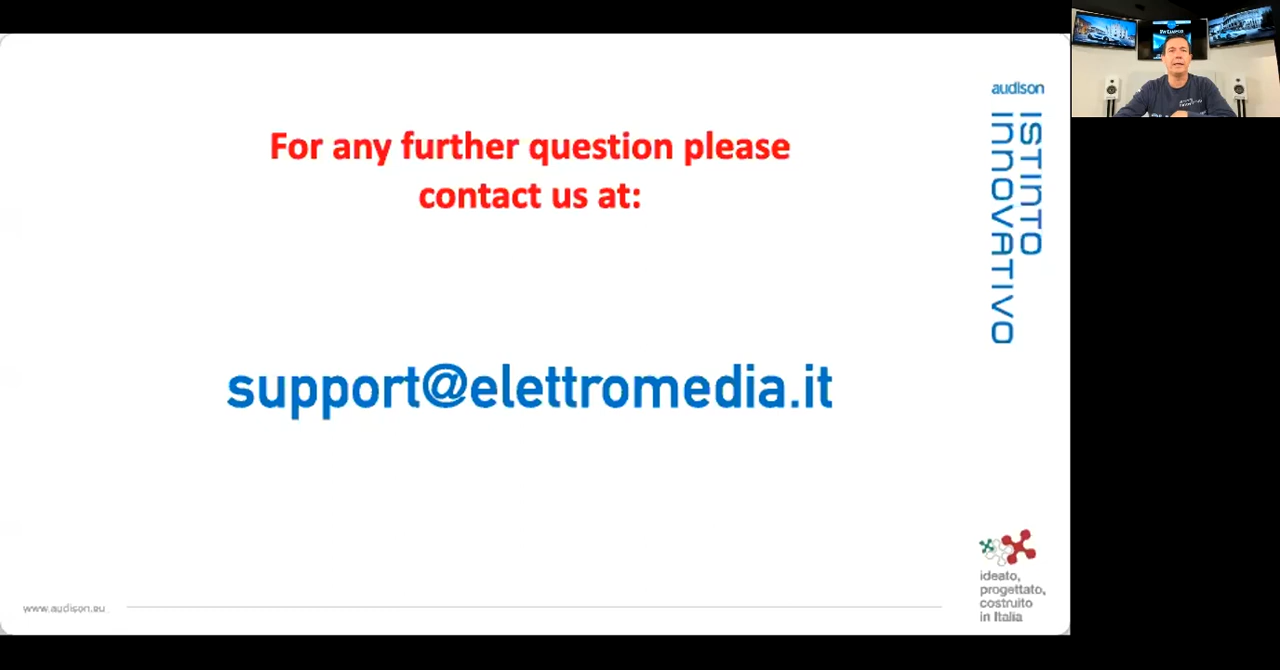 For any further question please
contact us at:
support@elettromedia.it
audison
ISTINTO
INNOVATIVO
www.audison.eu
ideato,
progettato,
costruito
in Italia